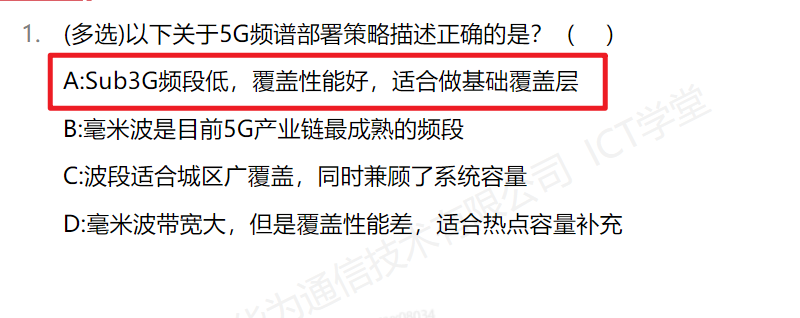 1. (多选)以下关于5G频谱部署策略描述正确的是？（ ）
A:Sub3G频段低，覆盖性能好，适合做基础覆盖层
B:毫米波是目前5G产业链最成熟的频段
C:波段适合城区广覆盖，同时兼顾了系统容量
D:毫米波带宽大，但是覆盖性能差，适合热点容量补充
华为通信技术有限公司 ICT学堂